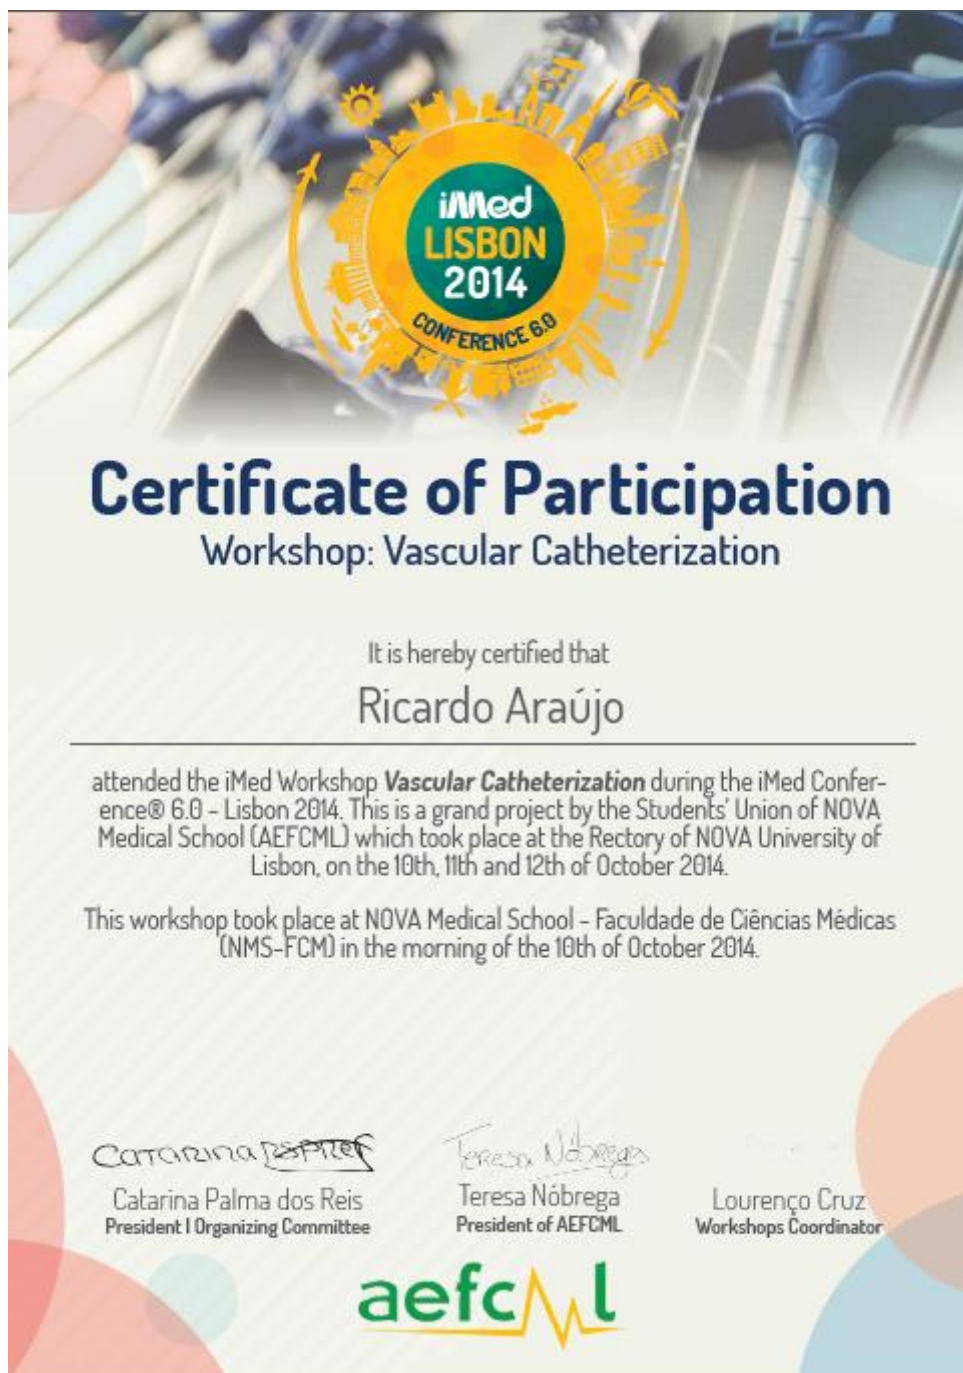 iMed
LISBON
2014
CONFERENCE 6.0
Certificate of Participation
Workshop: Vascular Catheterization
It is hereby certified that
Ricardo Araújo
attended the iMed Workshop Vascular Catheterization during the iMed Confer-
ence® 6.0 - Lisbon 2014. This is a grand project by the Students' Union of NOVA
Medical School (AEFCML) which took place at the Rectory of NOVA University of
Lisbon, on the 10th, 11th and 12th of October 2014.
This workshop took place at NOVA Medical School - Faculdade de Ciências Médicas
(NMS-FCM) in the morning of the 10th of October 2014.
Catarina
Teresa Nóbrega
Catarina Palma dos Reis
President | Organizing Committee
Teresa Nóbrega
President of AEFCML
Lourenço Cruz
Workshops Coordinator
aefcml